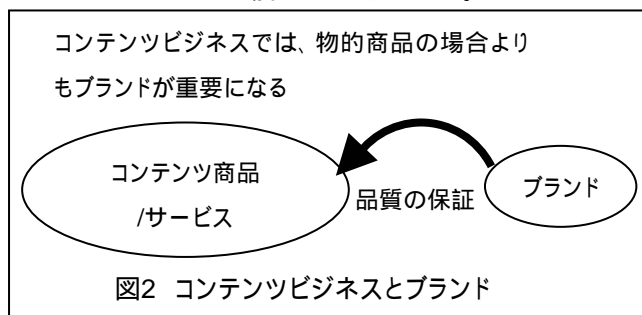 コンテンツビジネスでは、物的商品の場合より
もブランドが重要になる
コンテンツ商品
/サービス
品質の保証
ブランド
図2 コンテンツビジネスとブランド